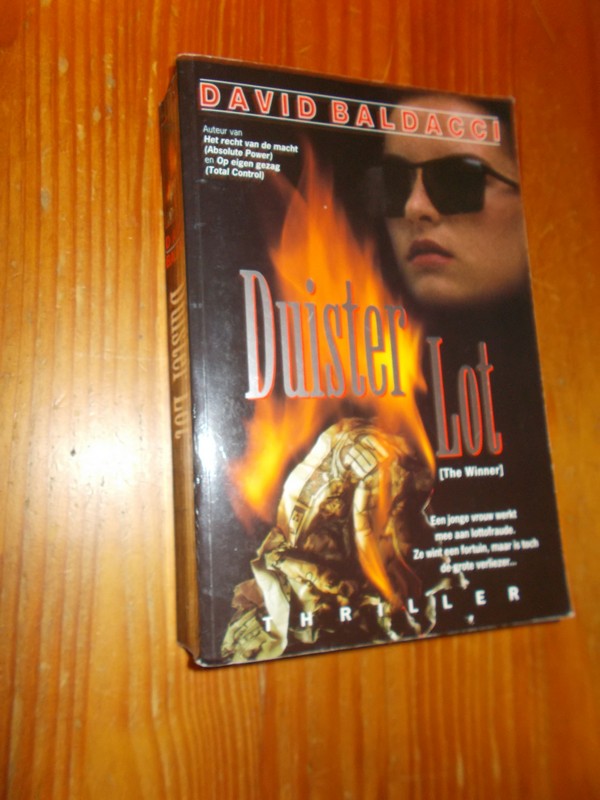 DAVID BALDACCI
Auteur van
Het recht van de macht
(Absolute Power)
en Op eigen gezag
(Total Control)
Duister
Lot
[The Winner]
Een jonge vrouw werkt
mee aan lottofraude.
Ze wint een fortuin, maar is toch
de grote verliezer...
THRILLER
Duister Lot